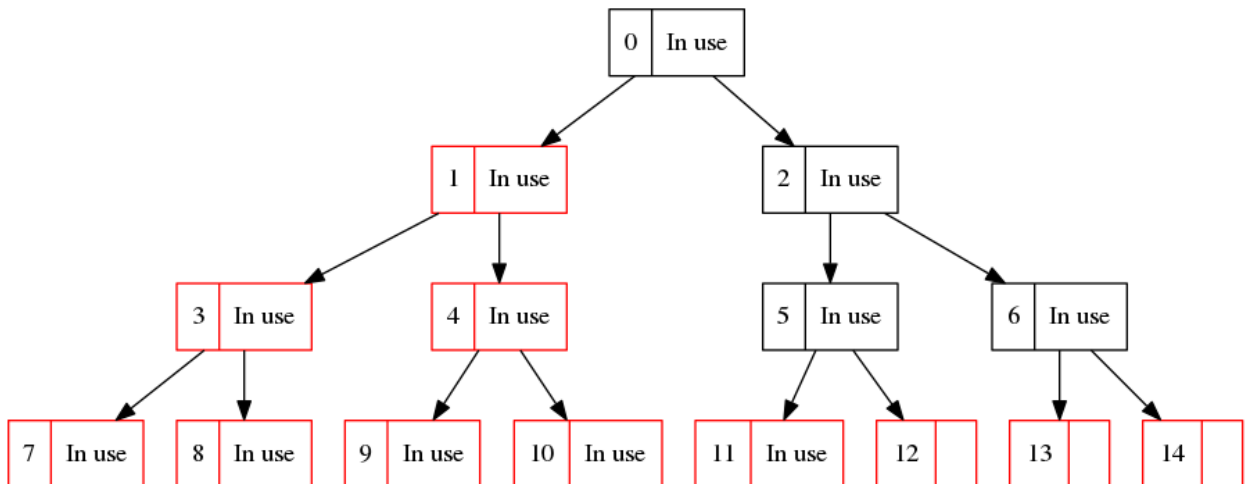 0 In use
1 In use
2 In use
3 In use
4 In use
5 In use
6 In use
7 In use
8 In use
9 In use
10 In use
11 In use
12
13
14